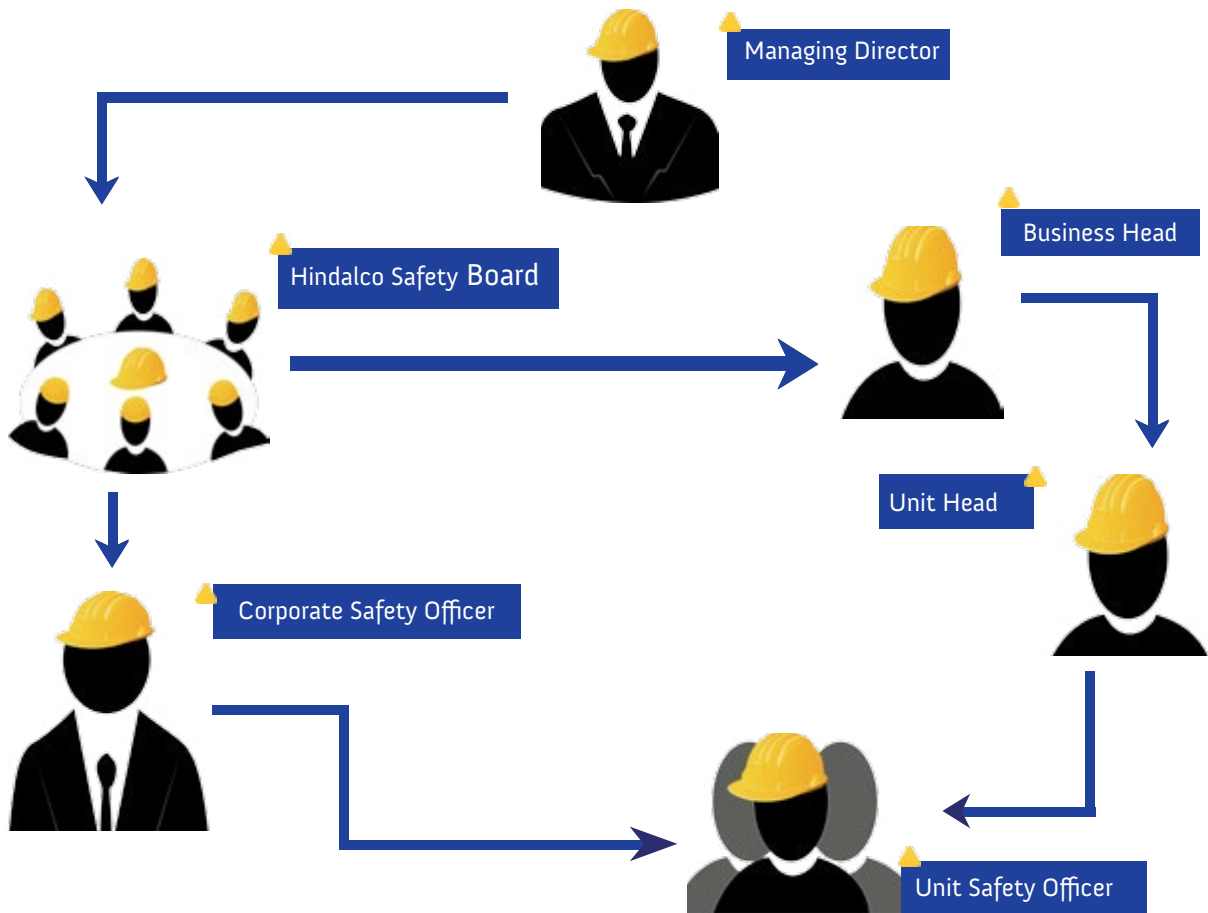 Managing Director
Business Head
Hindalco Safety Board
Unit Head
Corporate Safety Officer
Unit Safety Officer